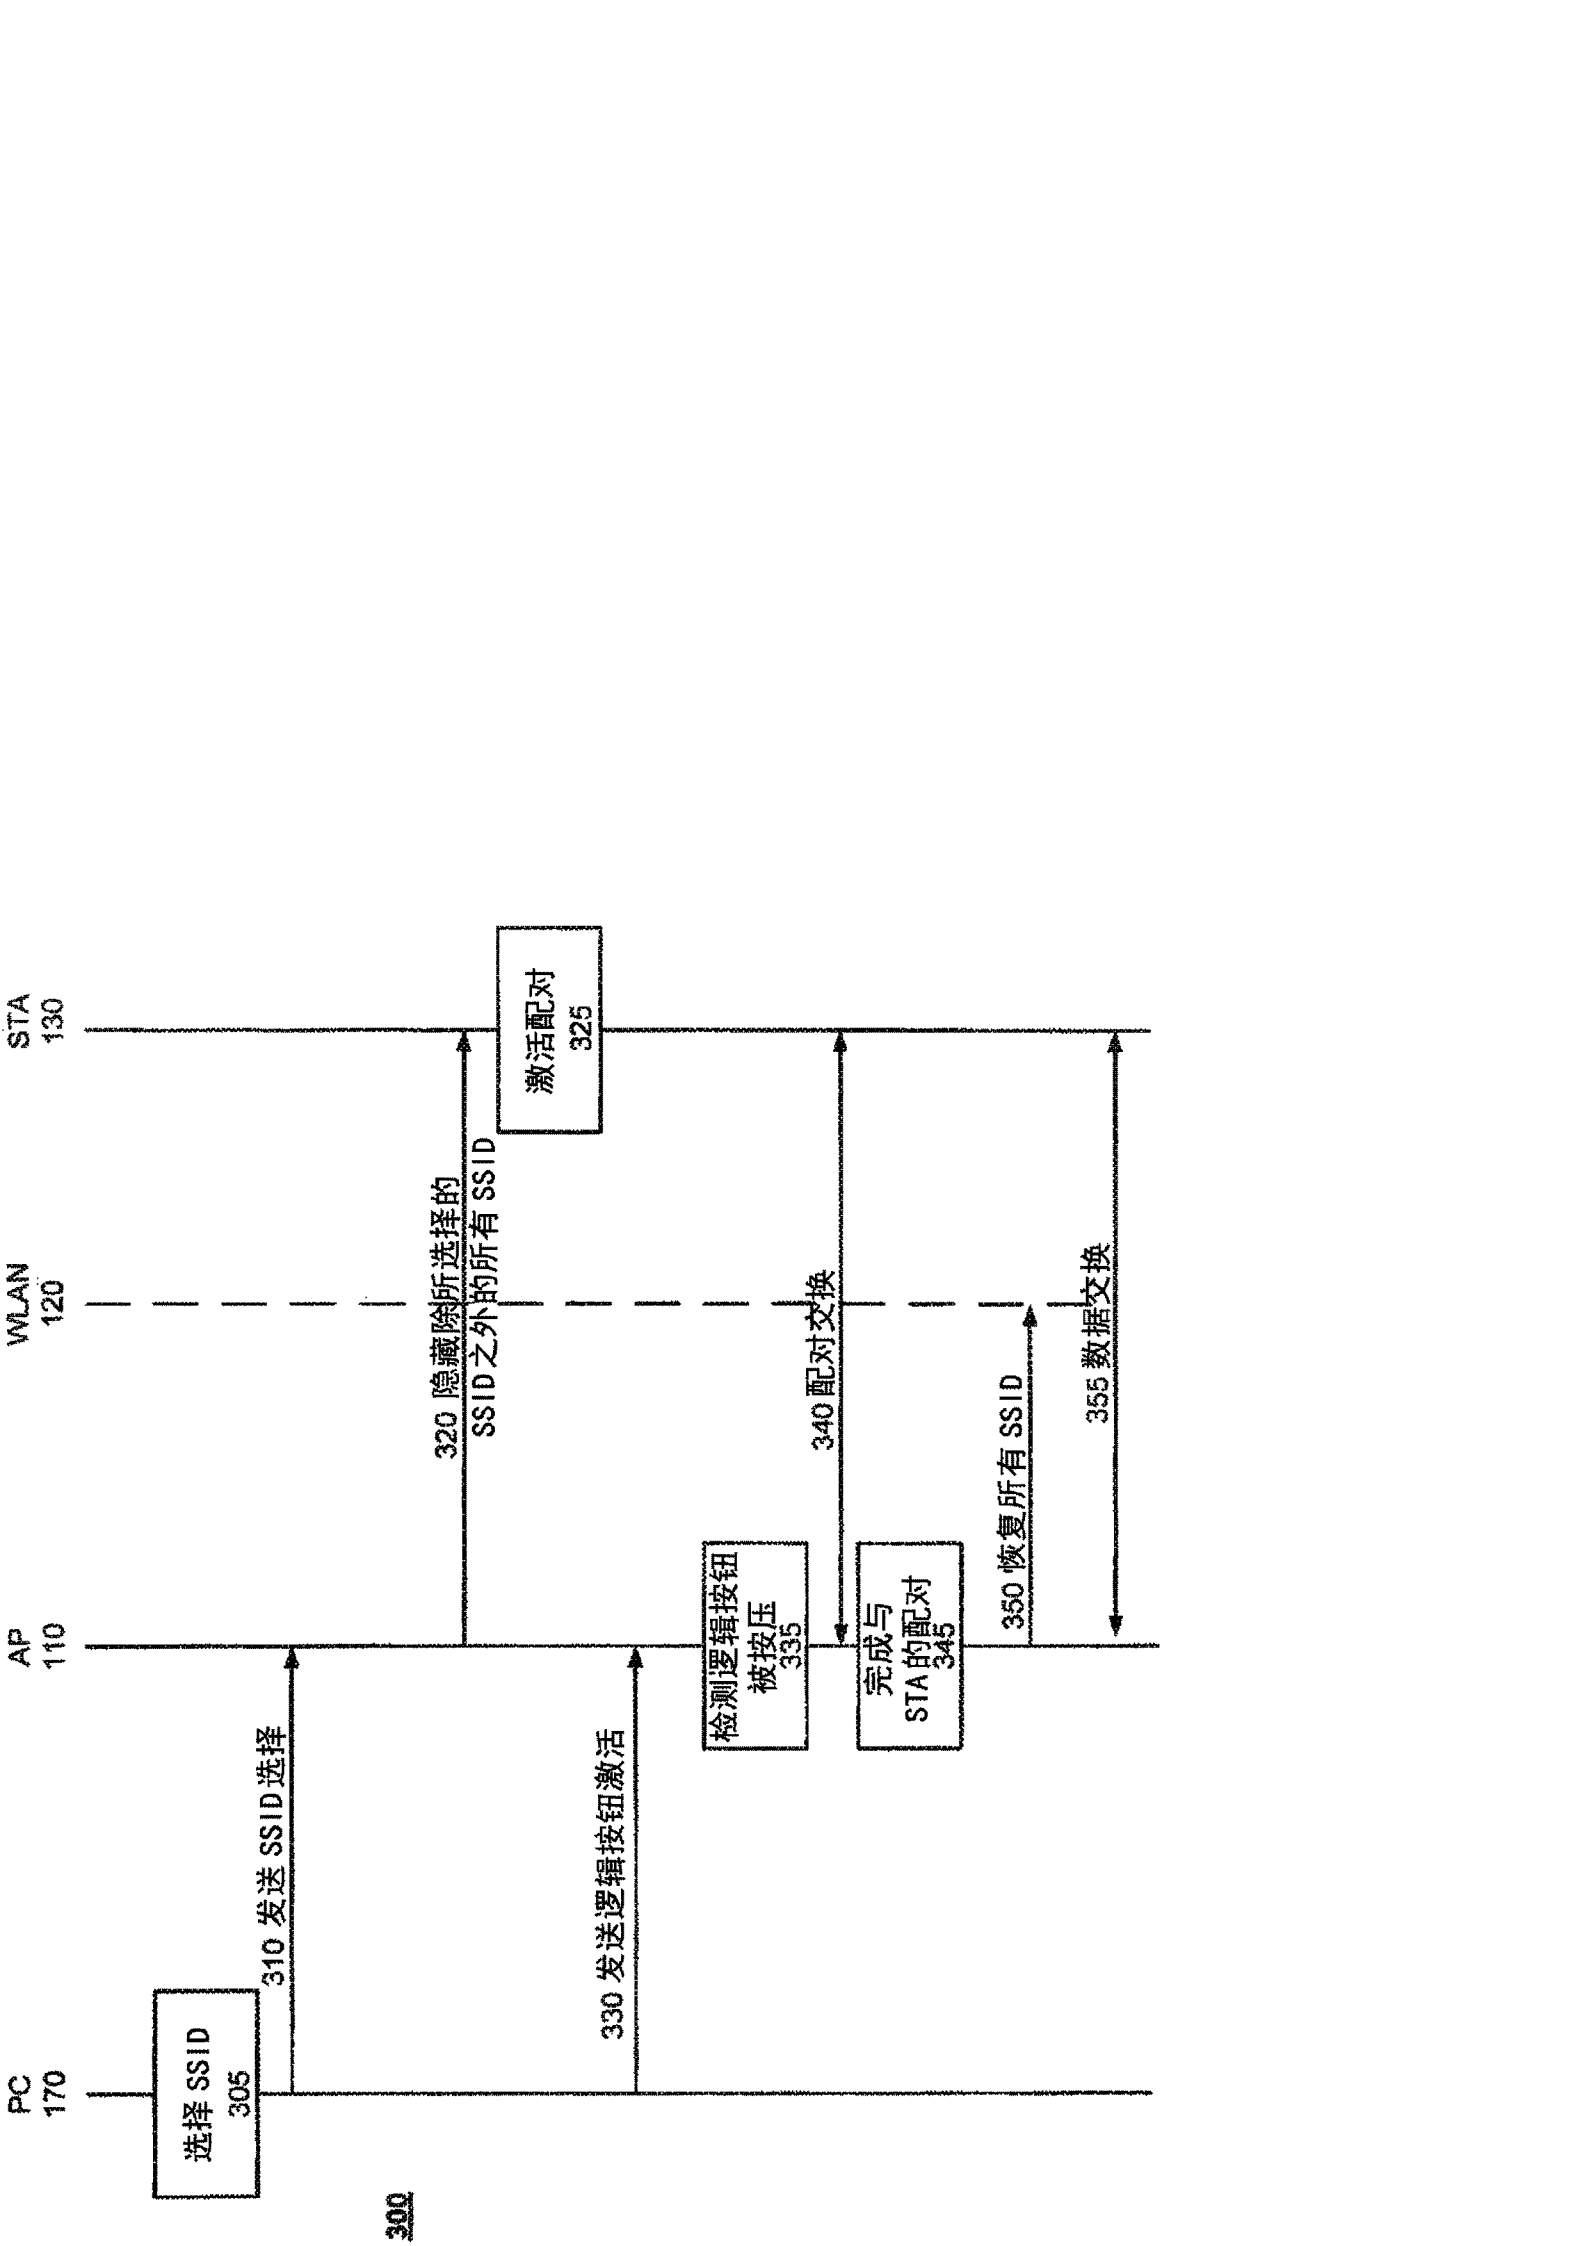 PC
170
AP
110
WLAN
120
STA
130
选择 SSID
305
310 发送 SSID 选择
320 隐藏除所选择的
SSID 之外的所有 SSID
激活配对
325
330 发送逻辑按钮激活
检测逻辑按钮
被按压
335
340 配对交换
完成与
STA 的配对
345
350 恢复所有 SSID
355 数据交换
300